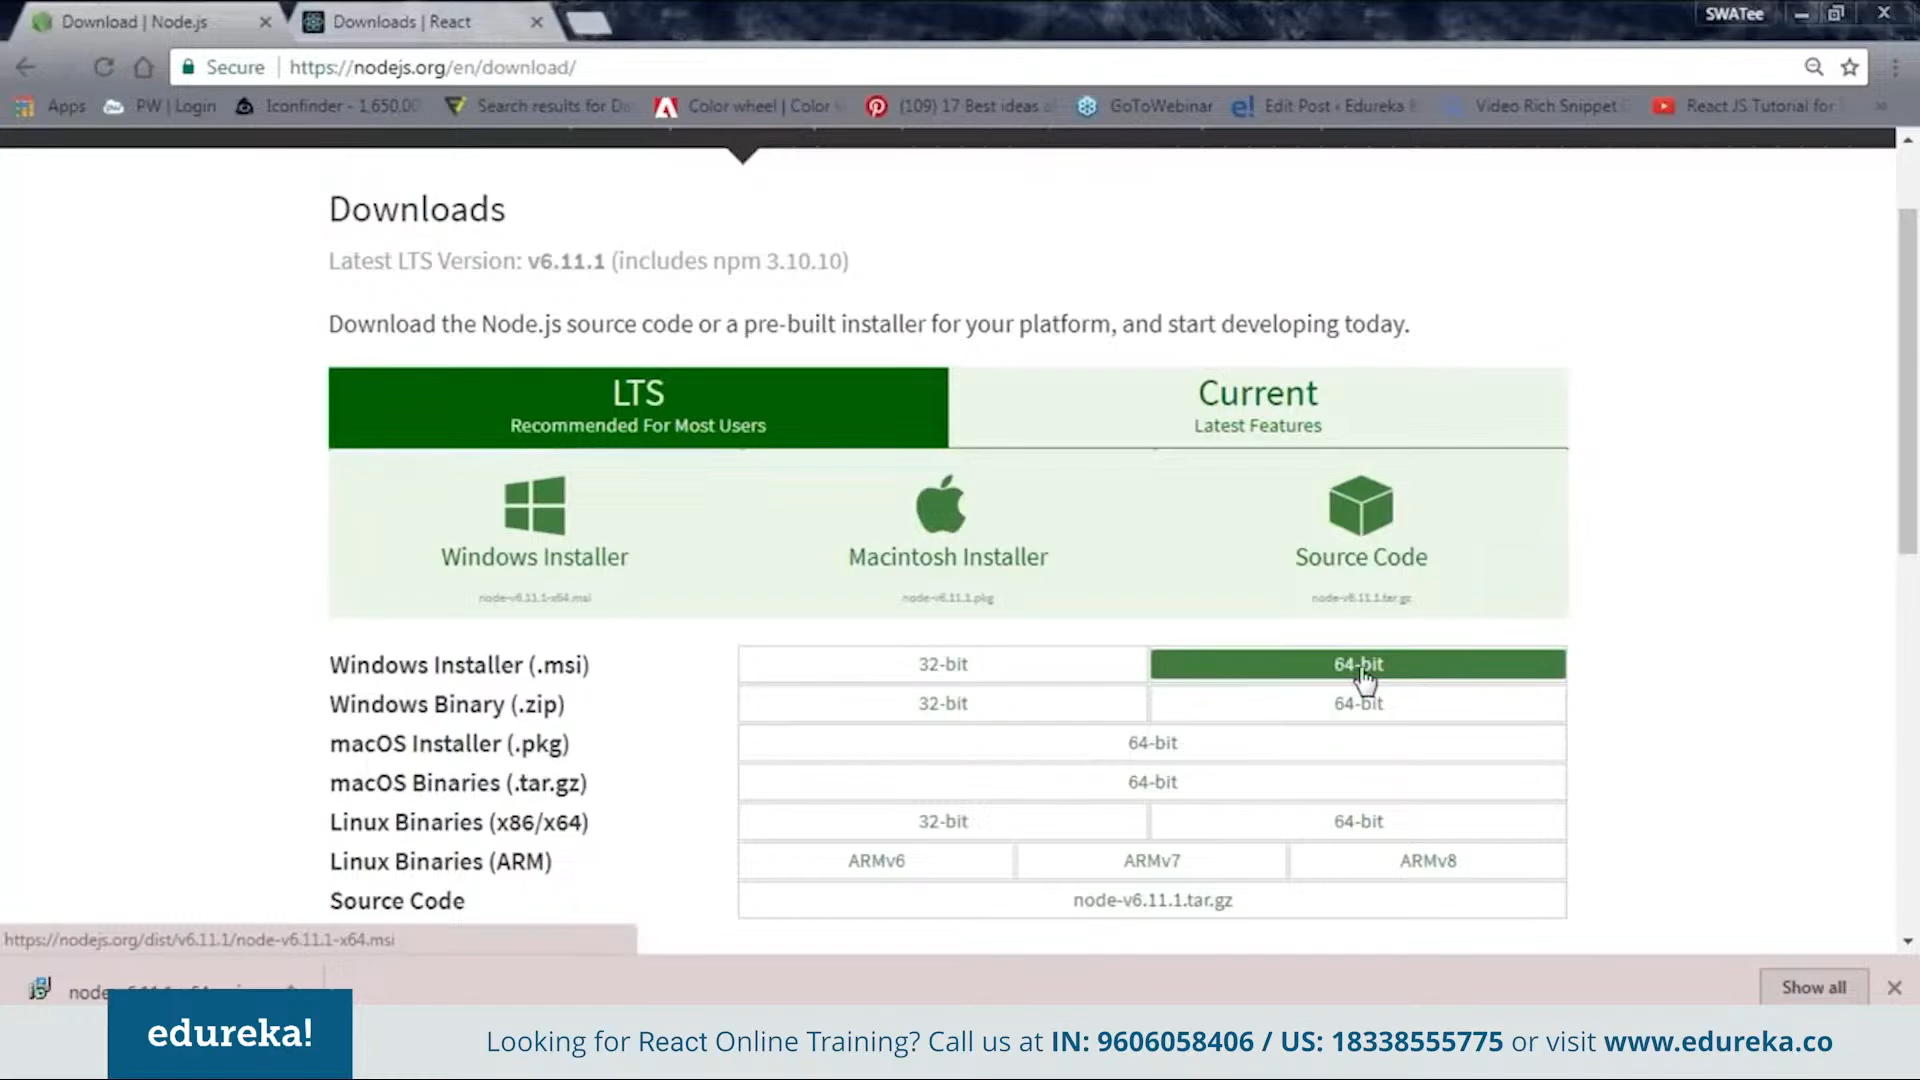 Download | Node.js
Downloads | React
SWATee
Secure
https://nodejs.org/en/download/
Apps
PW | Login
Iconfinder - 1,650,00
Search results for
Color wheel | Color
(109) 17 Best ideas
GoToWebinar
Edit Post ‹ Edureka
Video Rich Snippet
React JS Tutorial for
Downloads
Latest LTS Version: v6.11.1 (includes npm 3.10.10)
Download the Node.js source code or a pre-built installer for your platform, and start developing today.
LTS
Recommended For Most Users
Current
Latest Features
Windows Installer
node-v6.11.1-x64.msi
Macintosh Installer
node-v6.11.1.pkg
Source Code
node-v6.11.1.tar.gz
Windows Installer (.msi) 32-bit 64-bit
Windows Binary (.zip) 32-bit 64-bit
macOS Installer (.pkg) 64-bit
macOS Binaries (.tar.gz) 64-bit
Linux Binaries (x86/x64) 32-bit 64-bit
Linux Binaries (ARM) ARMv6 ARMv7 ARMv8
Source Code node-v6.11.1.tar.gz
https://nodejs.org/dist/v6.11.1/node-v6.11.1-x64.msi
Show all
edureka!
Looking for React Online Training? Call us at IN: 9606058406 / US: 18338555775 or visit www.edureka.co